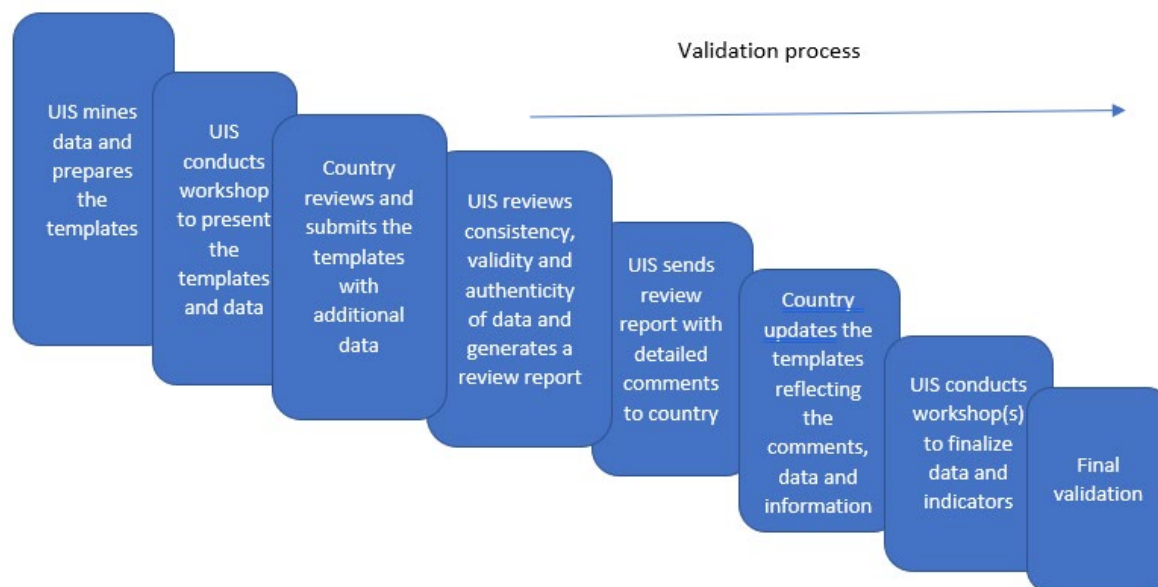 Validation process
UIS mines
data and
prepares
the
templates
UIS
conducts
workshop
to present
the
templates
and data
Country
reviews and
submits the
templates
with
additional
data
UIS reviews
consistency,
validity and
authenticity
of data and
generates a
review report
UIS sends
review
report with
detailed
comments
to country
Country
updates the
templates
reflecting
the
comments,
data and
information
UIS conducts
workshop(s)
to finalize
data and
indicators
Final
validation